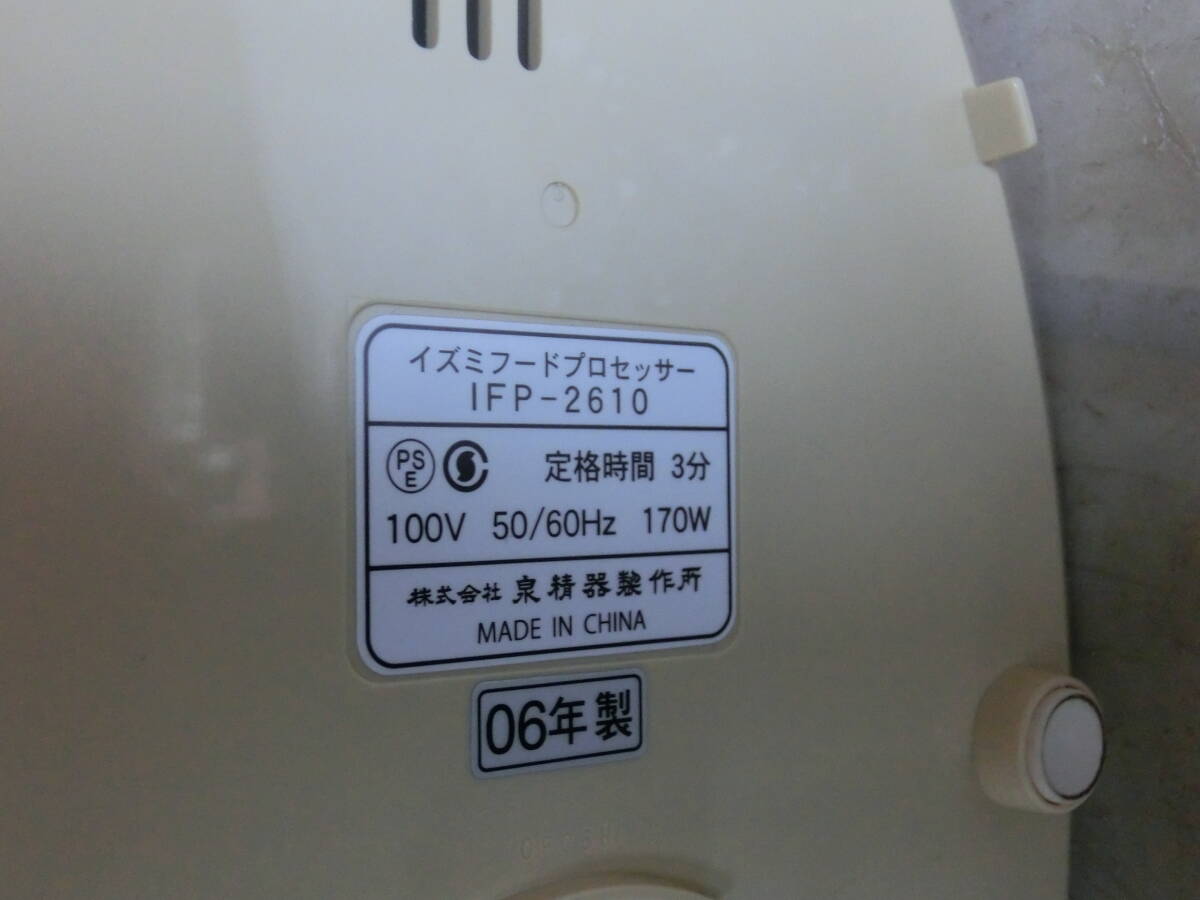 イズミフードプロセッサー
IFP-2610
PSE 定格時間 3分
100V 50/60Hz 170W
株式会社 泉精器製作所
MADE IN CHINA
06年製